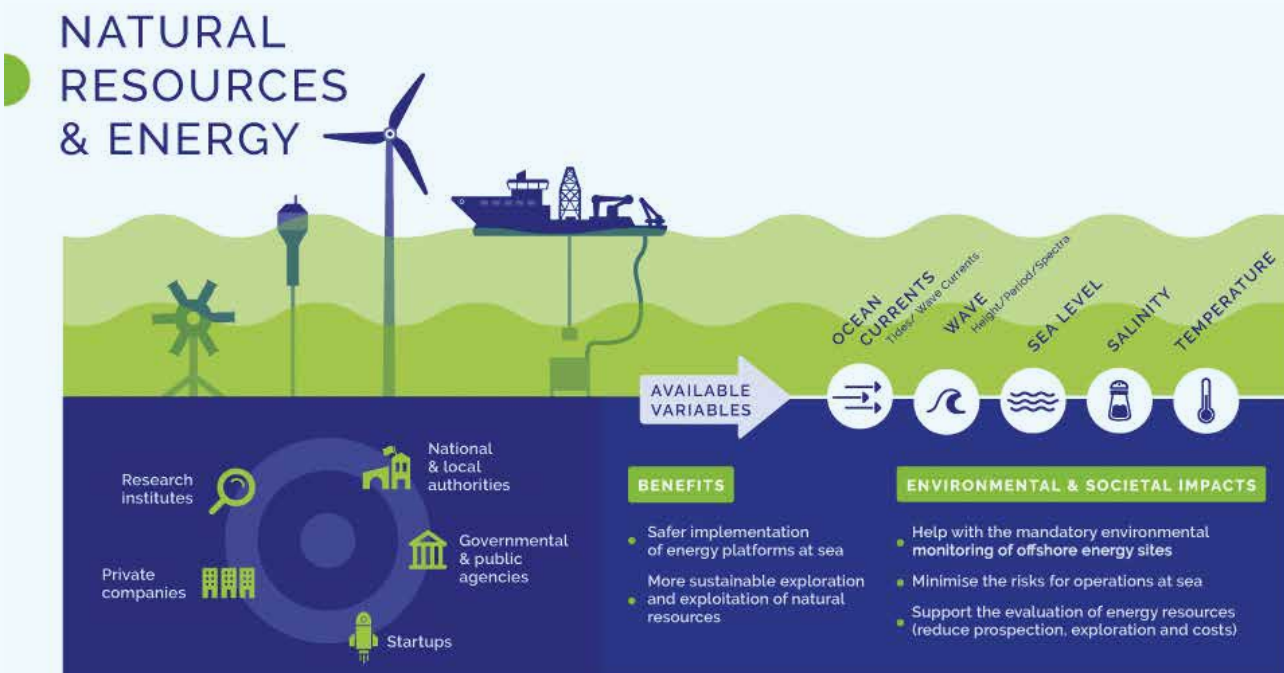 NATURAL
RESOURCES
& ENERGY
OCEAN
CURRENTS
Tides/ Wave Currents
WAVE
Height/Period/Spectra
SEA LEVEL
SALINITY
TEMPERATURE
AVAILABLE
VARIABLES
Research
institutes
National
& local
authorities
Governmental
& public
agencies
Private
companies
Startups
BENEFITS
Safer implementation
of energy platforms at sea
More sustainable exploration
and exploitation of natural
resources
ENVIRONMENTAL & SOCIETAL IMPACTS
Help with the mandatory environmental
monitoring of offshore energy sites
Minimise the risks for operations at sea
Support the evaluation of energy resources
(reduce prospection, exploration and costs)